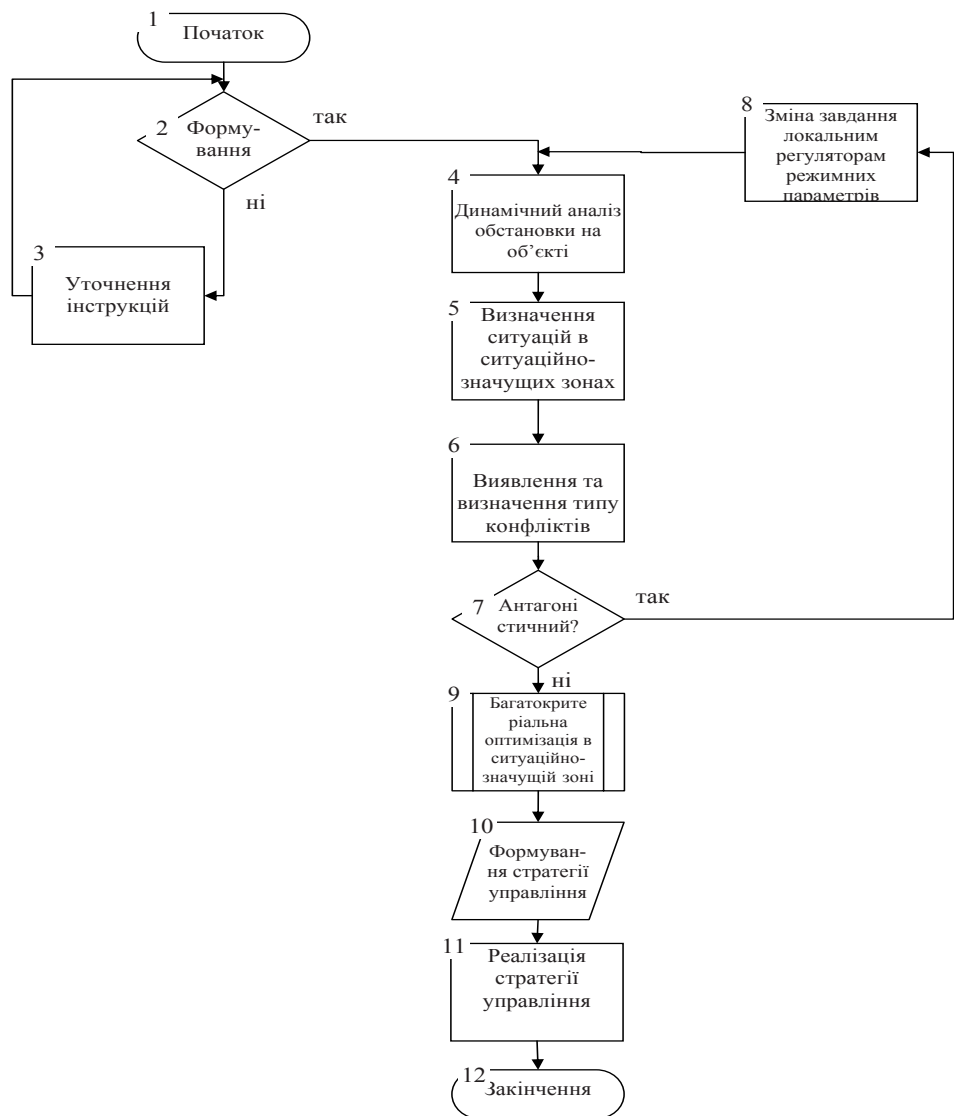 1
Початок
2
Форму-
вання
так
ні
3
Уточнення
інструкцій
8
Зміна завдання
локальним
регуляторам
режимних
параметрів
4
Динамічний аналіз
обстановки на
об’єкті
5
Визначення
ситуацій в
ситуаційно-
значущих зонах
6
Виявлення та
визначення типу
конфліктів
7
Антагоні
стичний?
так
ні
9
Багатокрите
ріальна
оптимізація в
ситуаційно-
значущій зоні
10
Формуван-
ня стратегії
управління
11
Реалізація
стратегії
управління
12
Закінчення